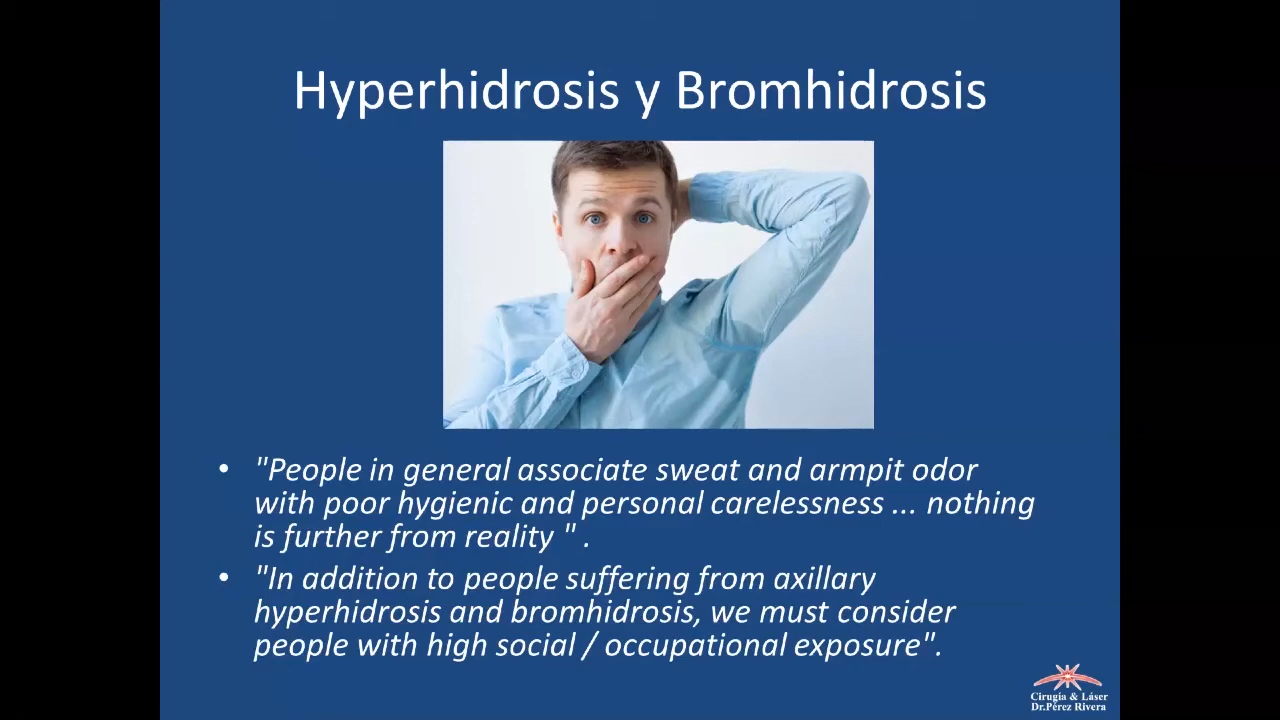 Hyperhidrosis y Bromhidrosis
• "People in general associate sweat and armpit odor
with poor hygienic and personal carelessness ... nothing
is further from reality " .
• "In addition to people suffering from axillary
hyperhidrosis and bromhidrosis, we must consider
people with high social / occupational exposure".
Cirugía & Láser
Dr.Pérez Rivera